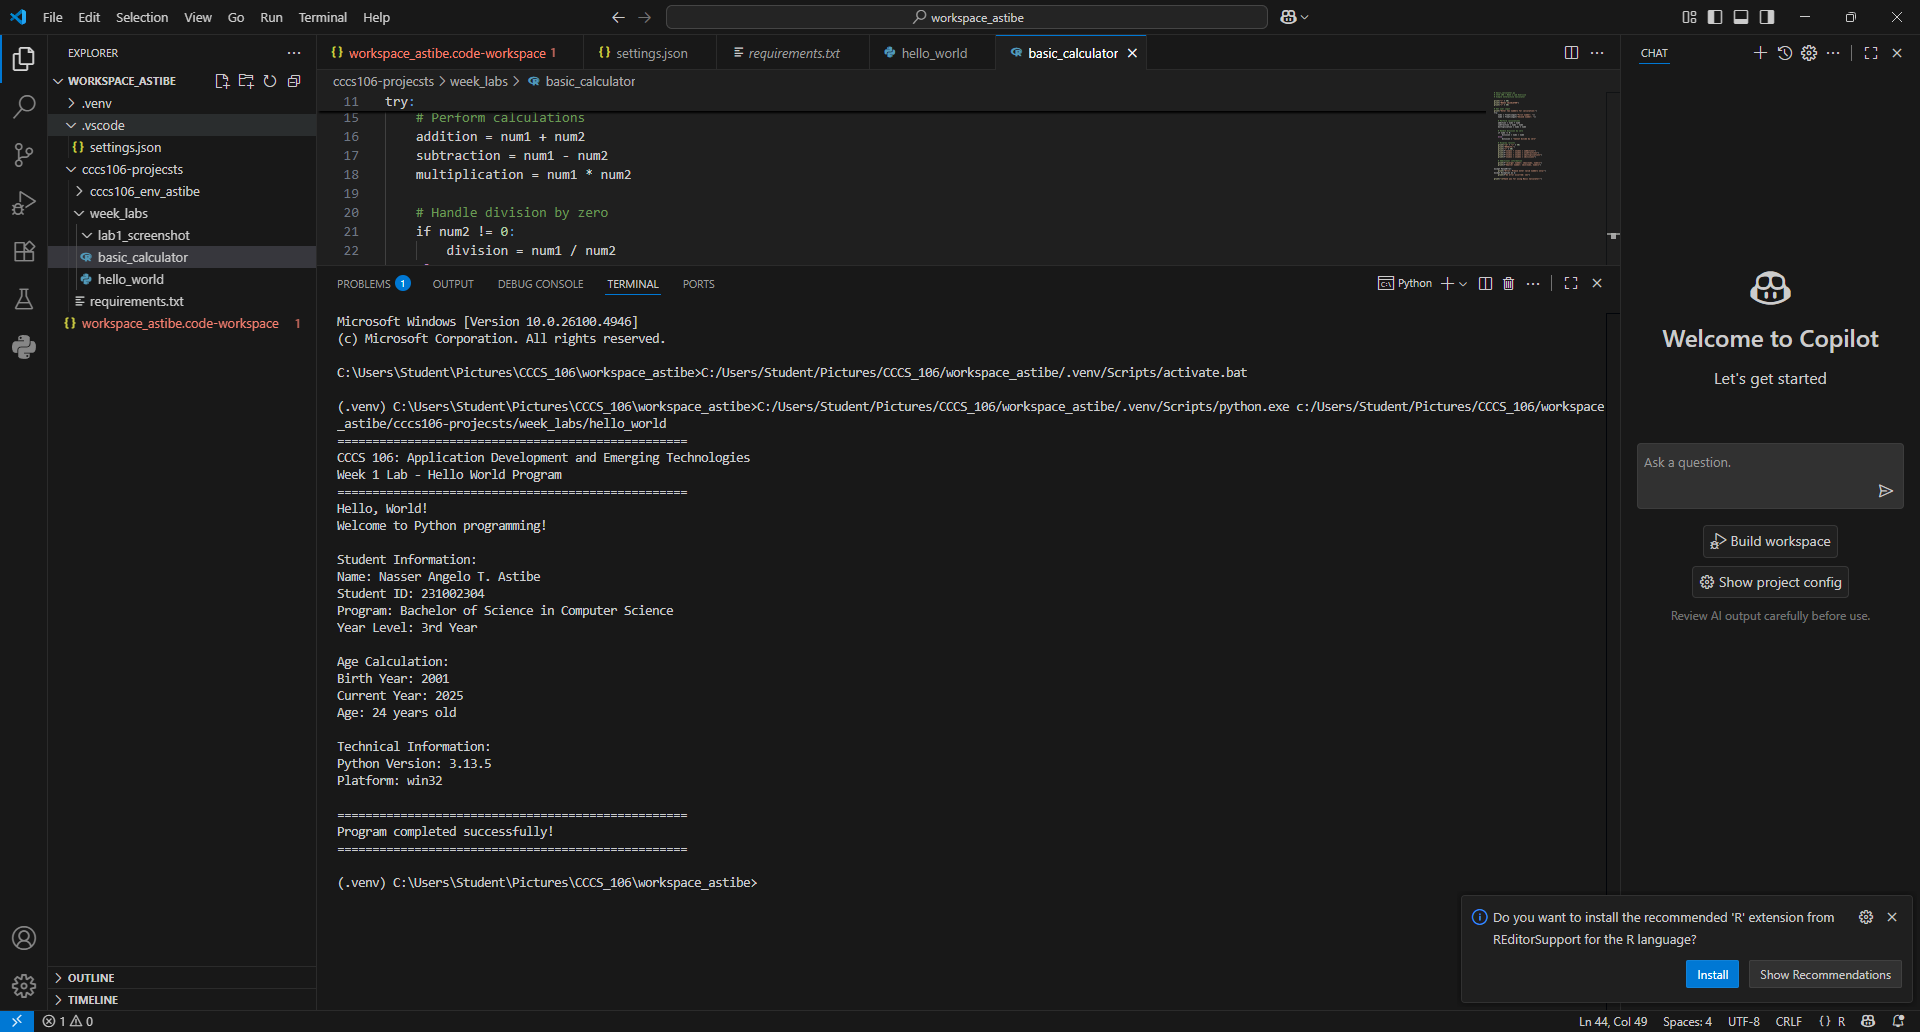 File Edit Selection View Go Run Terminal Help
workspace_astibe
EXPLORER
WORKSPACE_ASTIBE
.venv
.vscode
settings.json
cccs106-projecsts
cccs106_env_astibe
week_labs
lab1_screenshot
basic_calculator
hello_world
requirements.txt
workspace_astibe.code-workspace 1
OUTLINE
TIMELINE
workspace_astibe.code-workspace 1 settings.json requirements.txt hello_world basic_calculator
cccs106-projecsts > week_labs > basic_calculator
11 try:
15 # Perform calculations
16 addition = num1 + num2
17 subtraction = num1 - num2
18 multiplication = num1 * num2
19
20 # Handle division by zero
21 if num2 != 0:
22 division = num1 / num2
PROBLEMS 1 OUTPUT DEBUG CONSOLE TERMINAL PORTS
Python
Microsoft Windows [Version 10.0.26100.4946]
(c) Microsoft Corporation. All rights reserved.
C:\Users\Student\Pictures\CCCS_106\workspace_astibe>C:/Users/Student/Pictures/CCCS_106/workspace_astibe/.venv/Scripts/activate.bat
(.venv) C:\Users\Student\Pictures\CCCS_106\workspace_astibe>C:/Users/Student/Pictures/CCCS_106/workspace_astibe/.venv/Scripts/python.exe c:/Users/Student/Pictures/CCCS_106/workspace
_astibe/cccs106-projecsts/week_labs/hello_world
==================================================
CCCS 106: Application Development and Emerging Technologies
Week 1 Lab - Hello World Program
==================================================
Hello, World!
Welcome to Python programming!
Student Information:
Name: Nasser Angelo T. Astibe
Student ID: 231002304
Program: Bachelor of Science in Computer Science
Year Level: 3rd Year
Age Calculation:
Birth Year: 2001
Current Year: 2025
Age: 24 years old
Technical Information:
Python Version: 3.13.5
Platform: win32
==================================================
Program completed successfully!
==================================================
(.venv) C:\Users\Student\Pictures\CCCS_106\workspace_astibe>
CHAT
Welcome to Copilot
Let's get started
Ask a question.
Build workspace
Show project config
Review AI output carefully before use.
Do you want to install the recommended 'R' extension from
REditorSupport for the R language?
Install Show Recommendations
1 0
Ln 44, Col 49 Spaces: 4 UTF-8 CRLF {} R